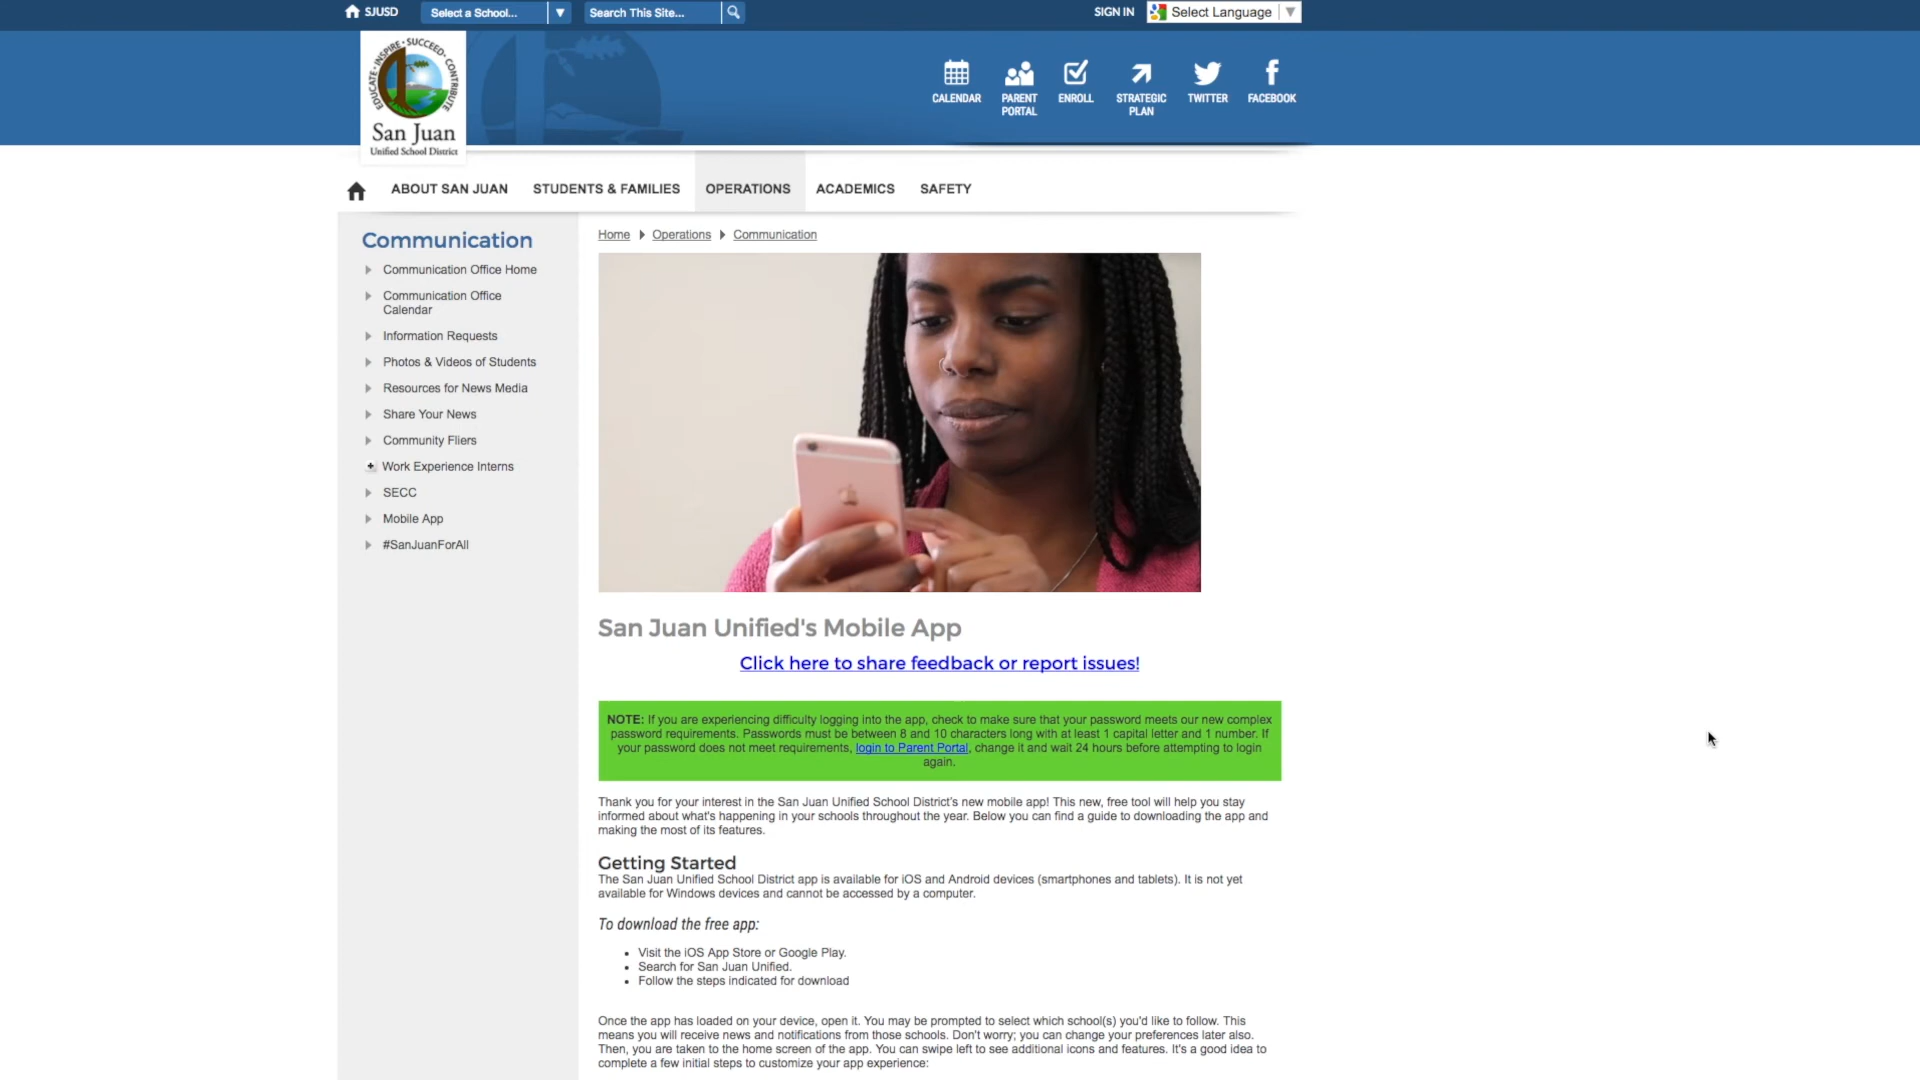 SJUSD
Select a School...
Search This Site...
SIGN IN
Select Language
EDUCATE • INSPIRE • SUCCEED • CONTRIBUTE
San Juan
Unified School District
CALENDAR
PARENT
PORTAL
ENROLL
STRATEGIC
PLAN
TWITTER
FACEBOOK
ABOUT SAN JUAN
STUDENTS & FAMILIES
OPERATIONS
ACADEMICS
SAFETY
Communication
Communication Office Home
Communication Office
Calendar
Information Requests
Photos & Videos of Students
Resources for News Media
Share Your News
Community Fliers
Work Experience Interns
SECC
Mobile App
#SanJuanForAll
Home Operations Communication
San Juan Unified's Mobile App
Click here to share feedback or report issues!
NOTE: If you are experiencing difficulty logging into the app, check to make sure that your password meets our new complex
password requirements. Passwords must be between 8 and 10 characters long with at least 1 capital letter and 1 number. If
your password does not meet requirements, login to Parent Portal, change it and wait 24 hours before attempting to login
again.
Thank you for your interest in the San Juan Unified School District's new mobile app! This new, free tool will help you stay
informed about what's happening in your schools throughout the year. Below you can find a guide to downloading the app and
making the most of its features.
Getting Started
The San Juan Unified School District app is available for iOS and Android devices (smartphones and tablets). It is not yet
available for Windows devices and cannot be accessed by a computer.
To download the free app:
• Visit the iOS App Store or Google Play.
• Search for San Juan Unified.
• Follow the steps indicated for download
Once the app has loaded on your device, open it. You may be prompted to select which school(s) you'd like to follow. This
means you will receive news and notifications from those schools. Don't worry; you can change your preferences later also.
Then, you are taken to the home screen of the app. You can swipe left to see additional icons and features. It's a good idea to
complete a few initial steps to customize your app experience: